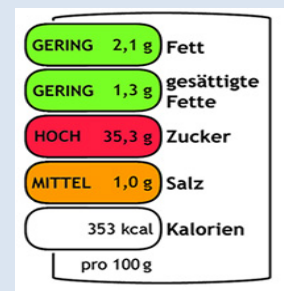 GERING 2,1 g Fett
GERING 1,3 g gesättigte
Fette
HOCH 35,3 g Zucker
MITTEL 1,0 g Salz
353 kcal Kalorien
pro 100 g